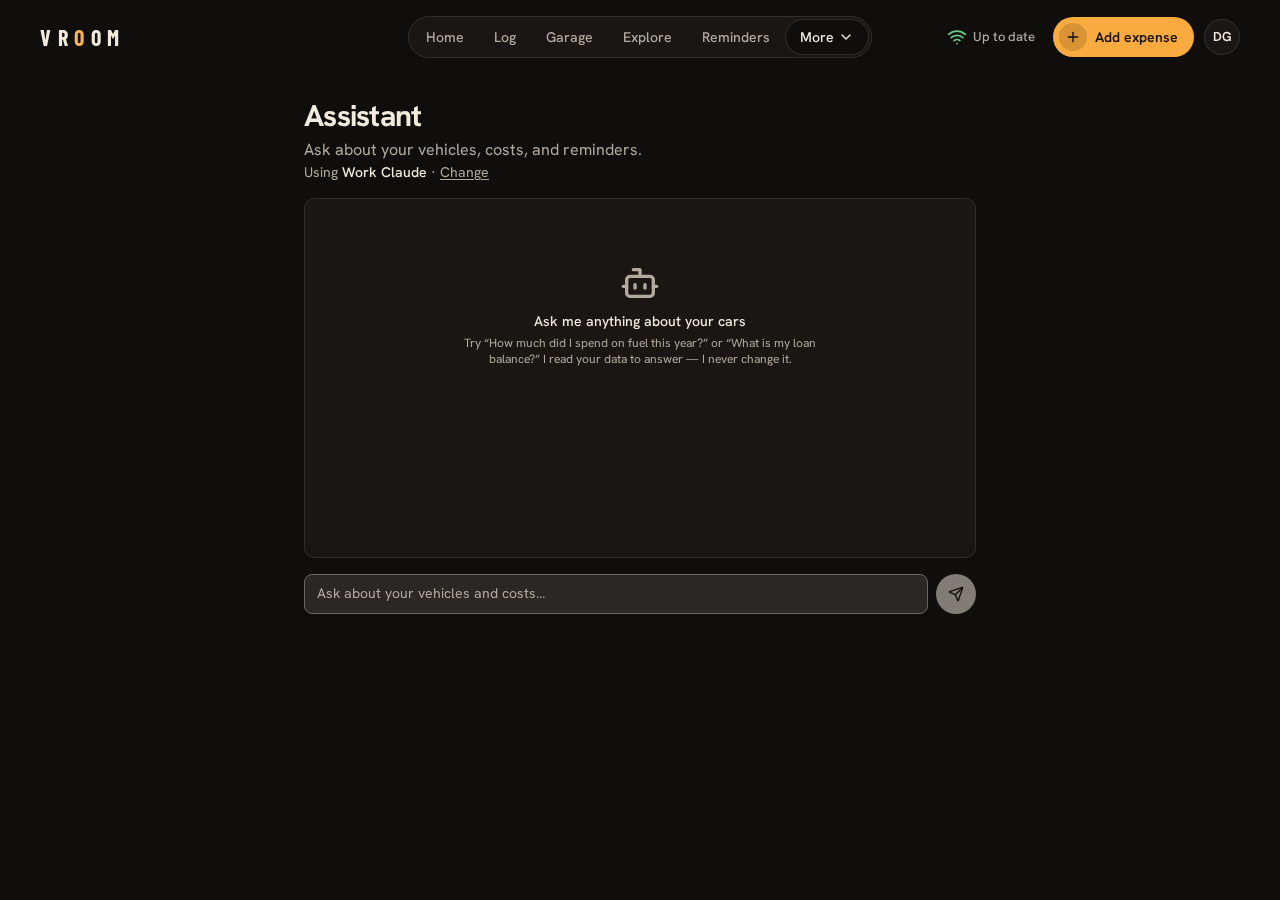 VROOM
Home Log Garage Explore Reminders More
Up to date
Add expense
DG
Assistant
Ask about your vehicles, costs, and reminders.
Using Work Claude · Change
Ask me anything about your cars
Try “How much did I spend on fuel this year?” or “What is my loan
balance?” I read your data to answer — I never change it.
Ask about your vehicles and costs...